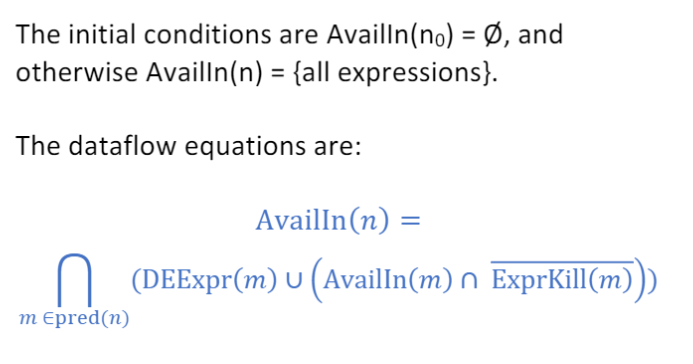 The initial conditions are AvailIn(n₀) = Ø, and
otherwise AvailIn(n) = {all expressions}.
The dataflow equations are:
AvailIn(n) =
⋂ (DEExpr(m) ∪ (AvailIn(m) ∩ \overline{ExprKill(m)}))
m ∈pred(n)